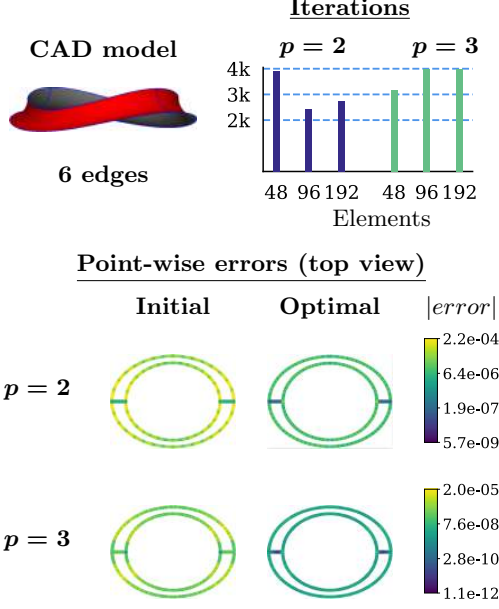 Iterations
CAD model
p = 2 p = 3
4k
3k
2k
6 edges
48 96 192 48 96 192
Elements
Point-wise errors (top view)
Initial Optimal |error|
p = 2
2.2e-04
6.4e-06
1.9e-07
5.7e-09
p = 3
2.0e-05
7.6e-08
2.8e-10
1.1e-12